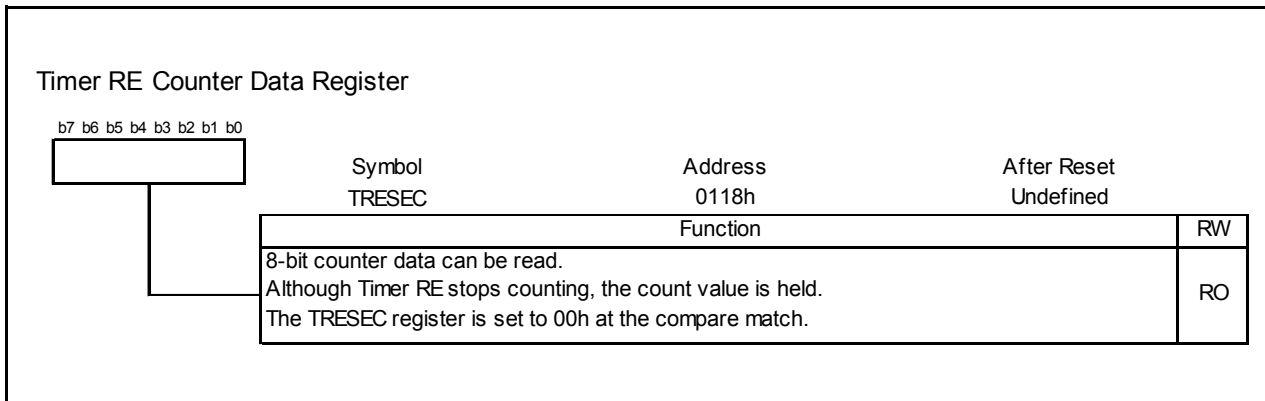 Timer RE Counter Data Register
b7 b6 b5 b4 b3 b2 b1 b0
Symbol Address After Reset
TRESEC 0118h Undefined
Function RW
8-bit counter data can be read.
Although Timer RE stops counting, the count value is held.
RO
The TRESEC register is set to 00h at the compare match.